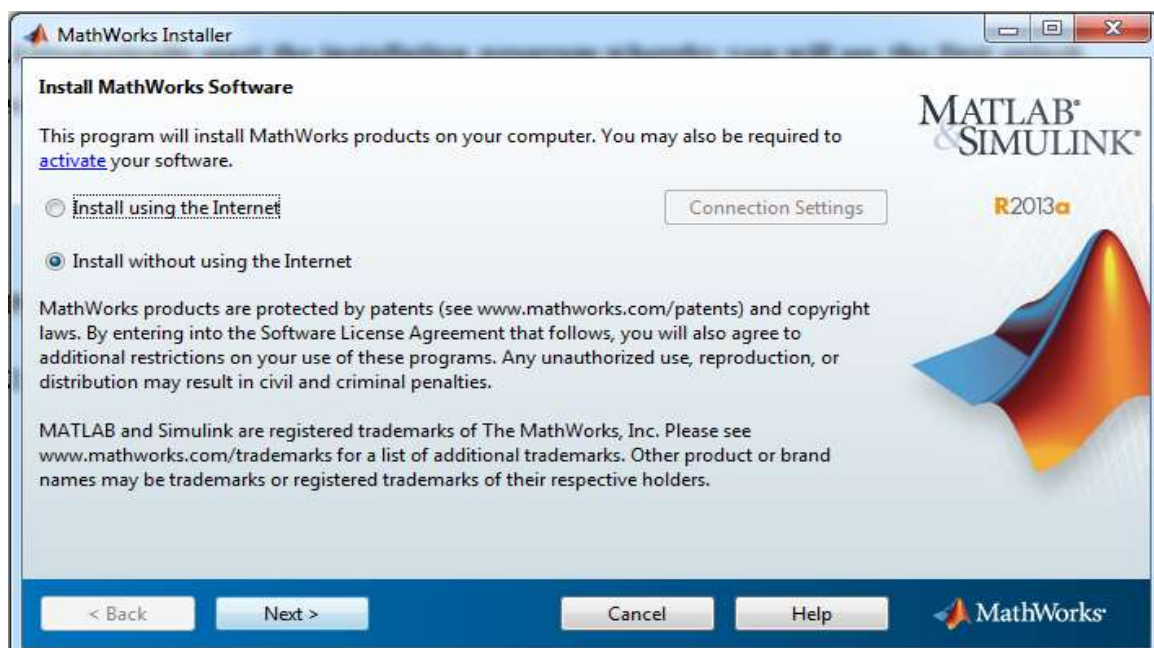 MathWorks Installer
Install MathWorks Software
This program will install MathWorks products on your computer. You may also be required to
activate your software.
Install using the Internet
Connection Settings
Install without using the Internet
MathWorks products are protected by patents (see www.mathworks.com/patents) and copyright
laws. By entering into the Software License Agreement that follows, you will also agree to
additional restrictions on your use of these programs. Any unauthorized use, reproduction, or
distribution may result in civil and criminal penalties.
MATLAB and Simulink are registered trademarks of The MathWorks, Inc. Please see
www.mathworks.com/trademarks for a list of additional trademarks. Other product or brand
names may be trademarks or registered trademarks of their respective holders.
MATLAB®
&SIMULINK®
R2013a
< Back
Next >
Cancel
Help
MathWorks®